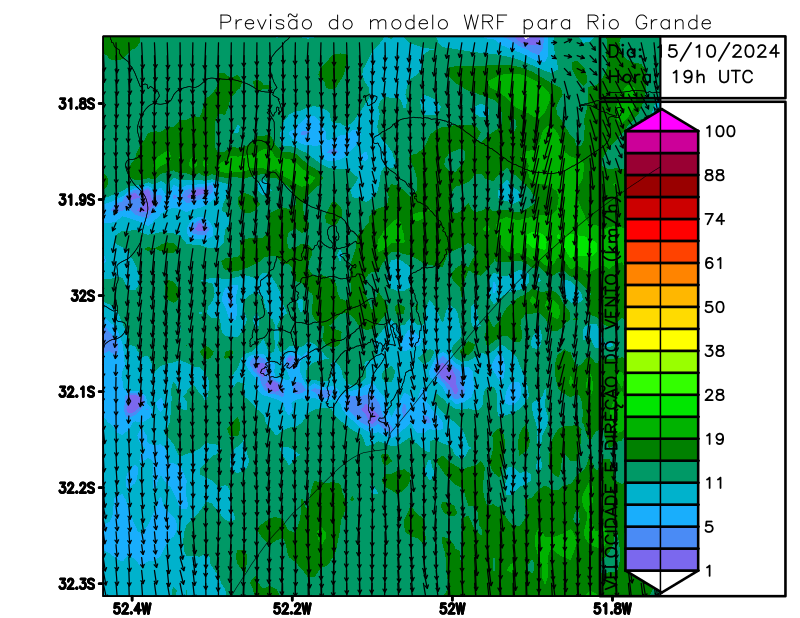 Previsão do modelo WRF para Rio Grande
Dia: 15/10/2024
Hora: 19h UTC
31.8S
31.9S
32S
32.1S
32.2S
32.3S
52.4W
52.2W
52W
51.8W
VELOCIDADE E DIREÇÃO DO VENTO (km/h)
100
88
74
61
50
38
28
19
11
5
1